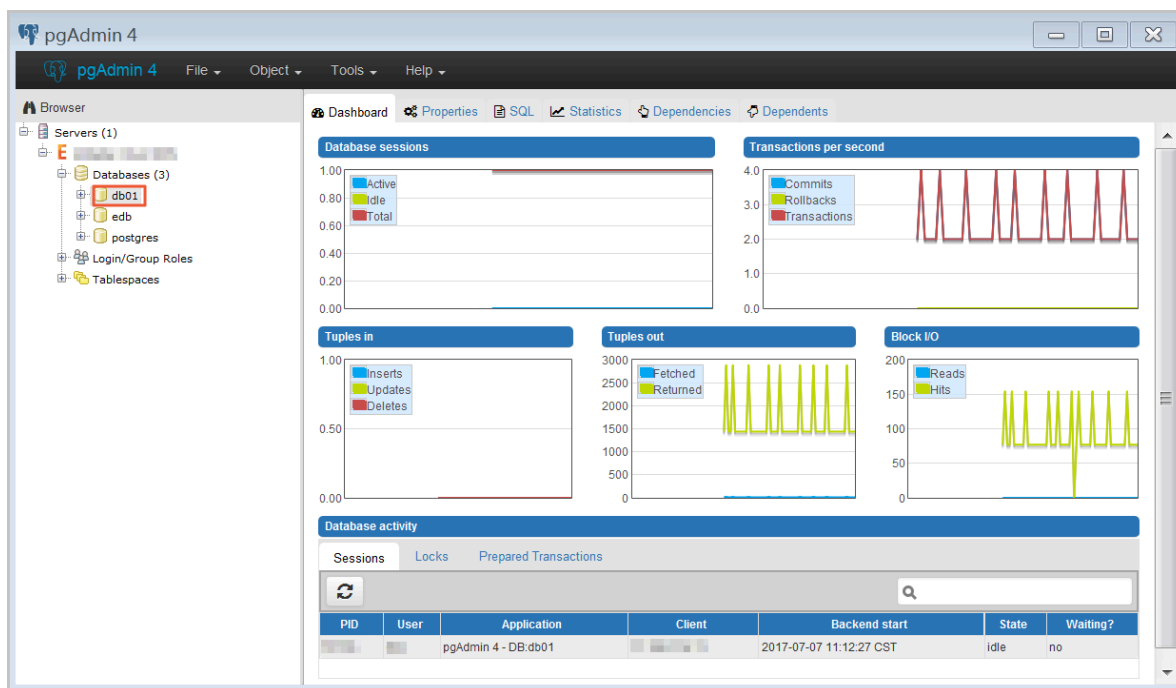 pgAdmin 4
pgAdmin 4 File Object Tools Help
Browser
Servers (1)
E
Databases (3)
db01
edb
postgres
Login/Group Roles
Tablespaces
Dashboard Properties SQL Statistics Dependencies Dependents
Database sessions
1.00
0.80
0.60
0.40
0.20
0.00
Active
Idle
Total
Transactions per second
4.0
3.0
2.0
1.0
0.0
Commits
Rollbacks
Transactions
Tuples in
1.00
0.50
0.00
Inserts
Updates
Deletes
Tuples out
3000
2500
2000
1500
1000
500
0
Fetched
Returned
Block I/O
200
150
100
50
0
Reads
Hits
Database activity
Sessions Locks Prepared Transactions
PID User Application Client Backend start State Waiting?
pgAdmin 4 - DB:db01 2017-07-07 11:12:27 CST idle no